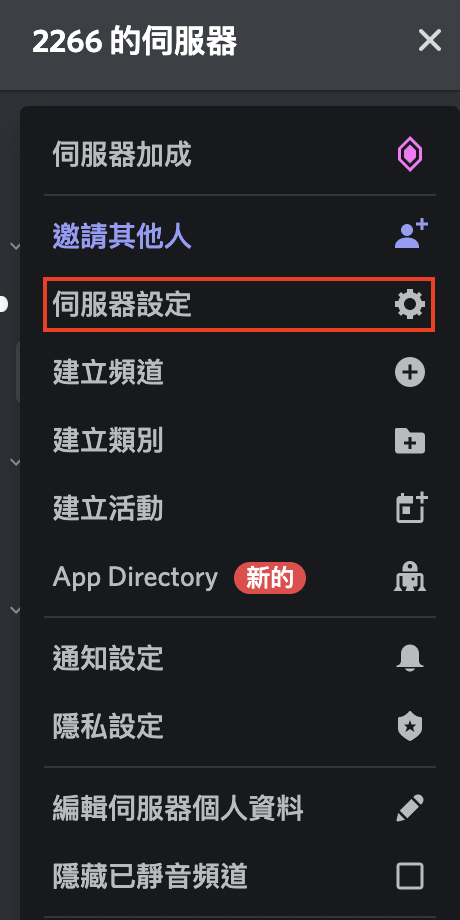 2266 的伺服器
伺服器加成
邀請其他人
伺服器設定
建立頻道
建立類別
建立活動
App Directory 新的
通知設定
隱私設定
編輯伺服器個人資料
隱藏已靜音頻道